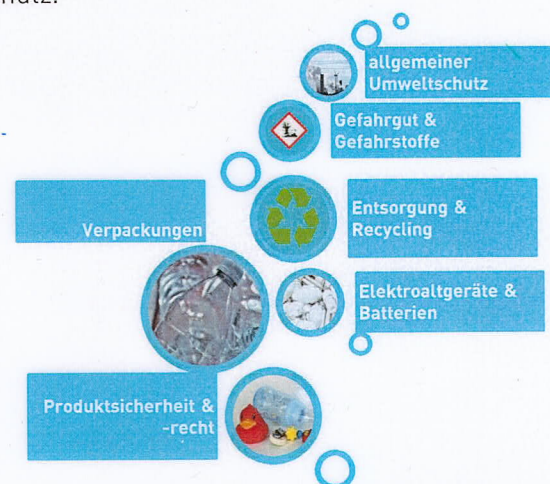 allgemeiner
Umweltschutz
Gefahrgut &
Gefahrstoffe
Entsorgung &
Recycling
Verpackungen
Elektroaltgeräte &
Batterien
Produktsicherheit &
-recht